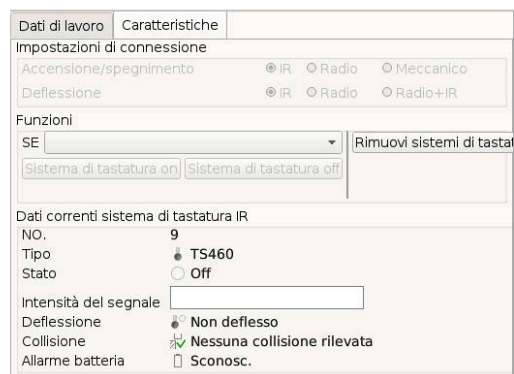 Dati di lavoro Caratteristiche
Impostazioni di connessione
Accensione/spegnimento IR Radio Meccanico
Deflessione IR Radio Radio+IR
Funzioni
SE Rimuovi sistemi di tastat
Sistema di tastatura on Sistema di tastatura off
Dati correnti sistema di tastatura IR
NO. 9
Tipo TS460
Stato Off
Intensità del segnale
Deflessione Non deflesso
Collisione Nessuna collisione rilevata
Allarme batteria Sconosc.